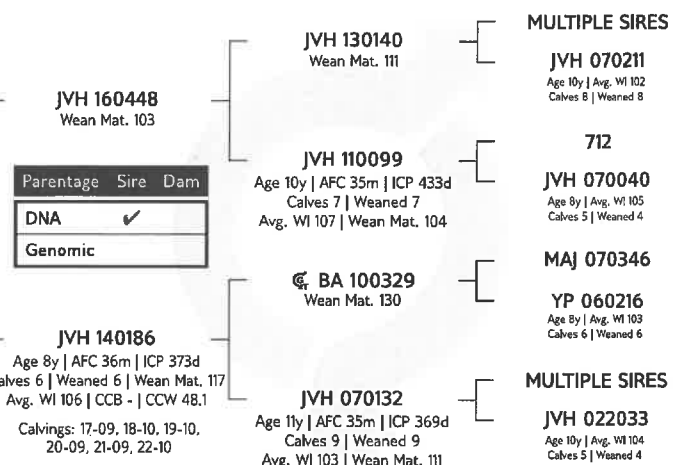 JVH 160448
Wean Mat. 103
Parentage Sire Dam
DNA ✔
Genomic
JVH 140186
Age 8y | AFC 36m | ICP 373d
alves 6 | Weaned 6 | Wean Mat. 117
Avg. WI 106 | CCB - | CCW 48.1
Calvings: 17-09, 18-10, 19-10,
20-09, 21-09, 22-10
JVH 130140
Wean Mat. 111
JVH 110099
Age 10y | AFC 35m | ICP 433d
Calves 7 | Weaned 7
Avg. WI 107 | Wean Mat. 104
BA 100329
Wean Mat. 130
JVH 070132
Age 11y | AFC 35m | ICP 369d
Calves 9 | Weaned 9
Avg. WI 103 | Wean Mat. 111
MULTIPLE SIRES
JVH 070211
Age 10y | Avg. WI 102
Calves 8 | Weaned 8
712
JVH 070040
Age 8y | Avg. WI 105
Calves 5 | Weaned 4
MAJ 070346
YP 060216
Age 8y | Avg. WI 103
Calves 6 | Weaned 6
MULTIPLE SIRES
JVH 022033
Age 10y | Avg. WI 104
Calves 5 | Weaned 4